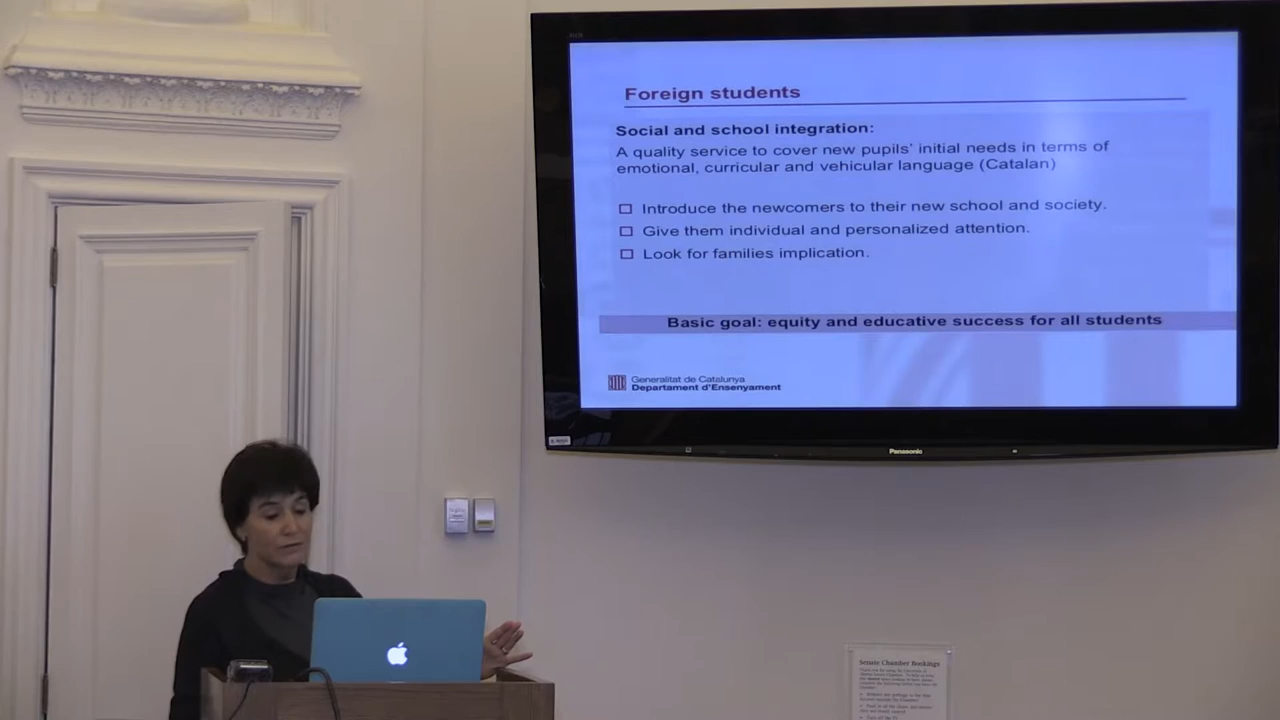 Foreign students
Social and school integration:
A quality service to cover new pupils' initial needs in terms of
emotional, curricular and vehicular language (Catalan)
Introduce the newcomers to their new school and society.
Give them individual and personalized attention.
Look for families implication.
Basic goal: equity and educative success for all students
Generalitat de Catalunya
Departament d'Ensenyament
Panasonic
Senate Chamber Bookings